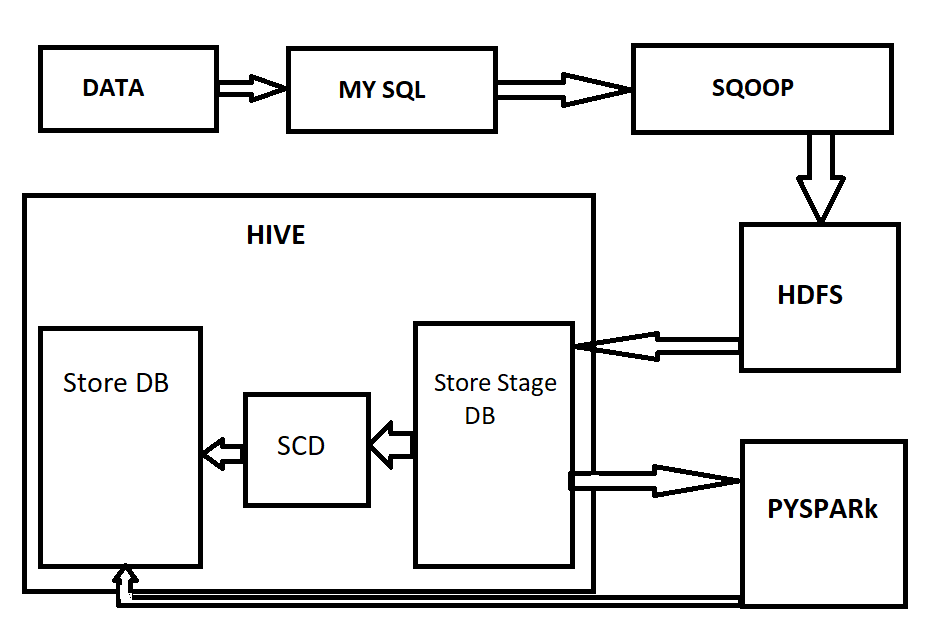 DATA
MY SQL
SQOOP
HIVE
HDFS
Store DB
Store Stage
DB
SCD
PYSPARk